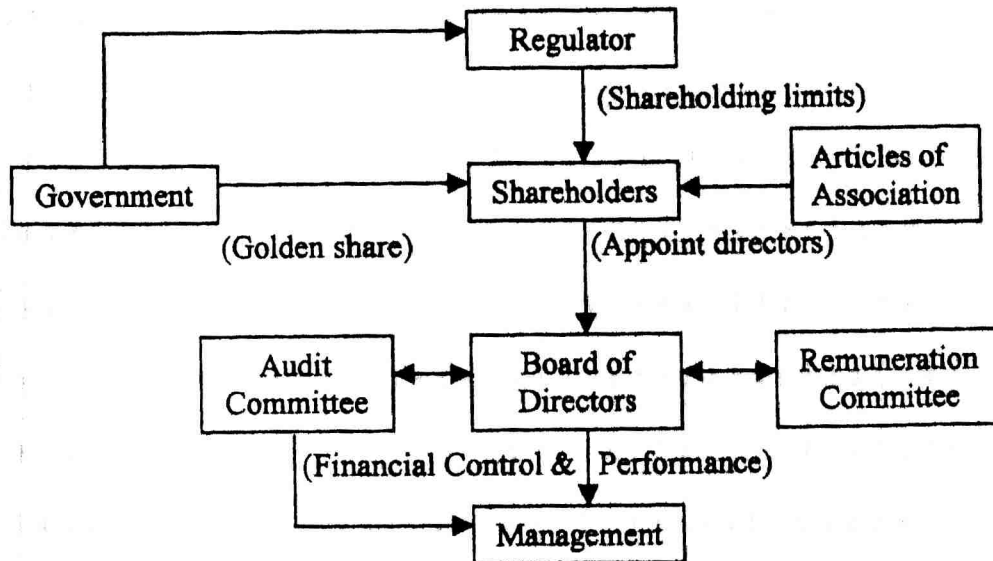 Regulator
(Shareholding limits)
Government
Shareholders
Articles of
Association
(Golden share)
(Appoint directors)
Audit
Committee
Board of
Directors
Remuneration
Committee
(Financial Control & Performance)
Management